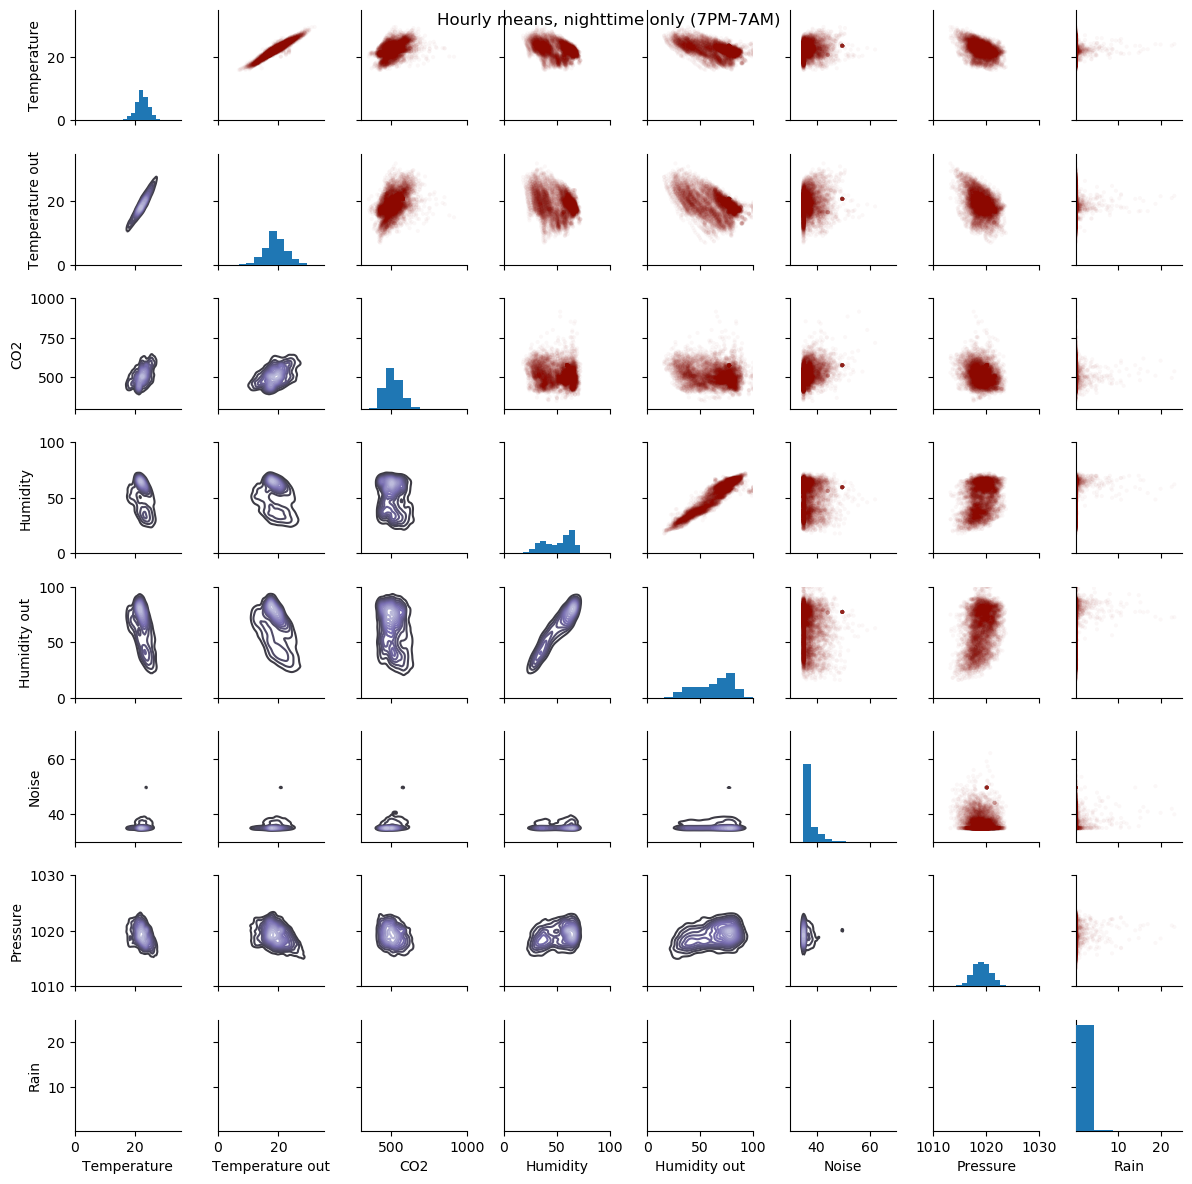 Hourly means, nighttime only (7PM-7AM)
Temperature
20
0
Temperature out
20
0
CO2
1000
750
500
Humidity
100
50
0
Humidity out
100
50
0
Noise
60
40
Pressure
1030
1020
1010
Rain
20
10
0 20
Temperature
0 20
Temperature out
500 1000
CO2
0 50 100
Humidity
0 50 100
Humidity out
40 60
Noise
1010 1020 1030
Pressure
10 20
Rain